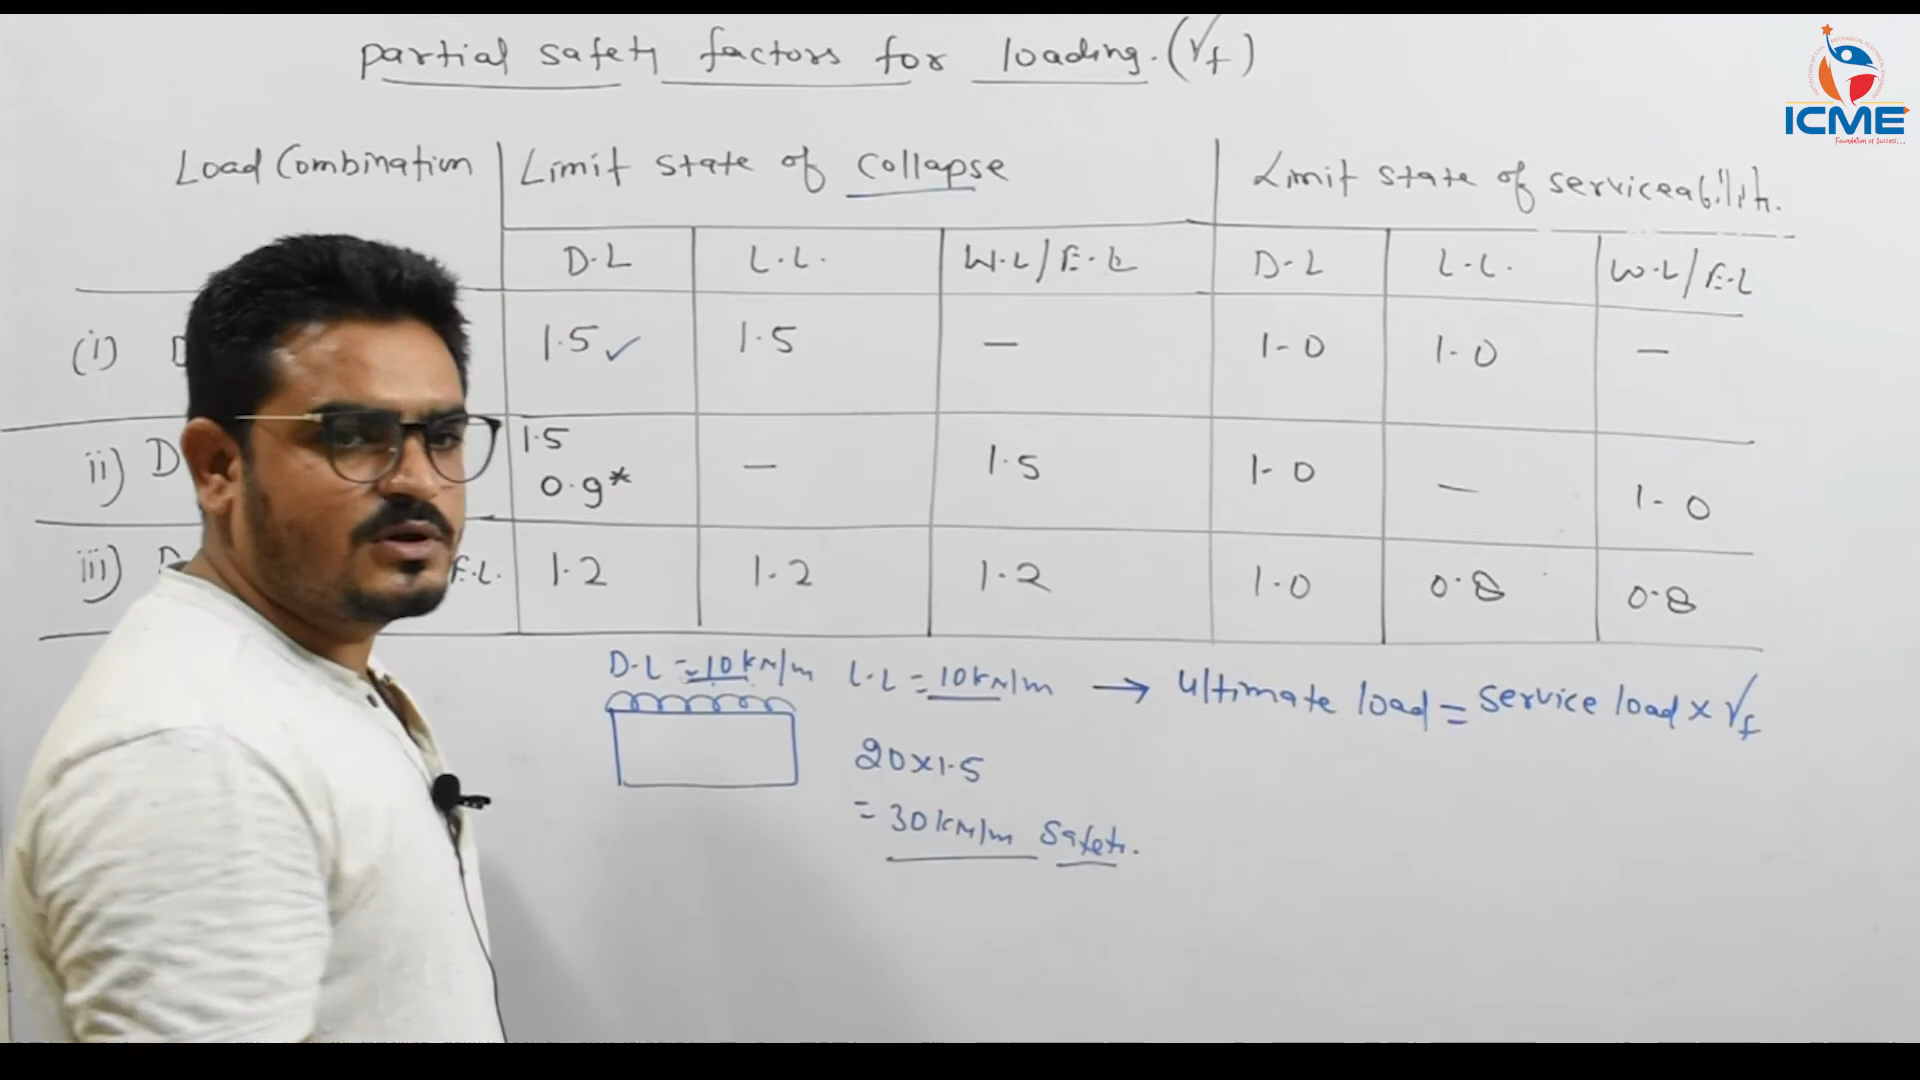 partial safety factors for loading. (γf)
ICME
Foundation of Success...
Load Combination
Limit state of collapse
Limit state of serviceability.
D.L L.L. W.L/E.L D-L L.L. W.L/E.L
(i) D 1.5✓ 1.5 — 1-0 1-0 —
ii) D 1.5 0.9* — 1.5 1-0 — 1-0
iii) D E.L. 1.2 1.2 1.2 1.0 0.8 0.8
D.L = 10kN/m L.L = 10kN/m → Ultimate load = service load × γf
20×1.5
= 30kN/m Safety.